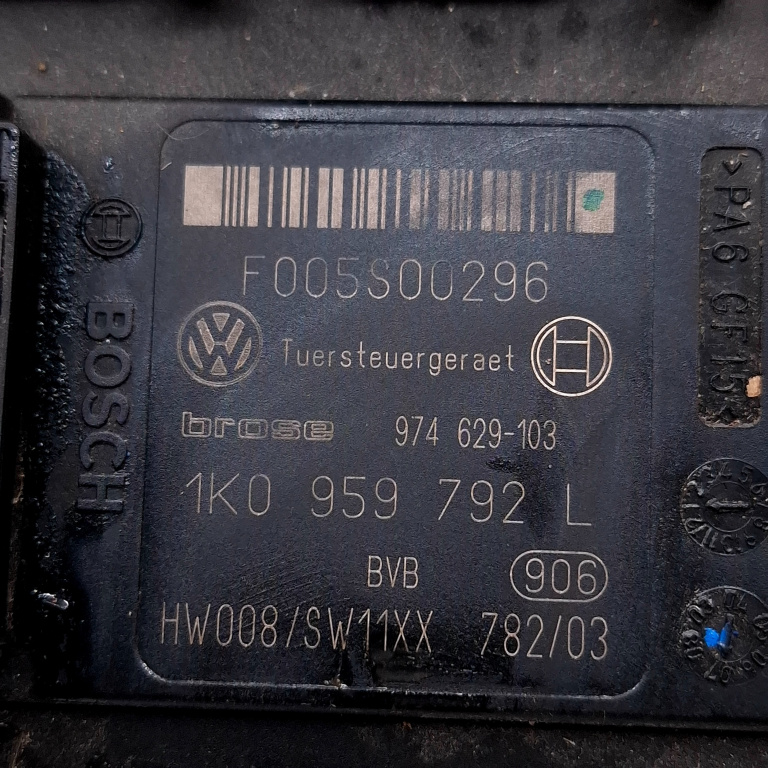 F005S00296
Tuersteuergeraet
brose 974 629-103
1K0 959 792 L
BVB 906
HW008/SW11XX 782/03
BOSCH
>PA6 GF15<